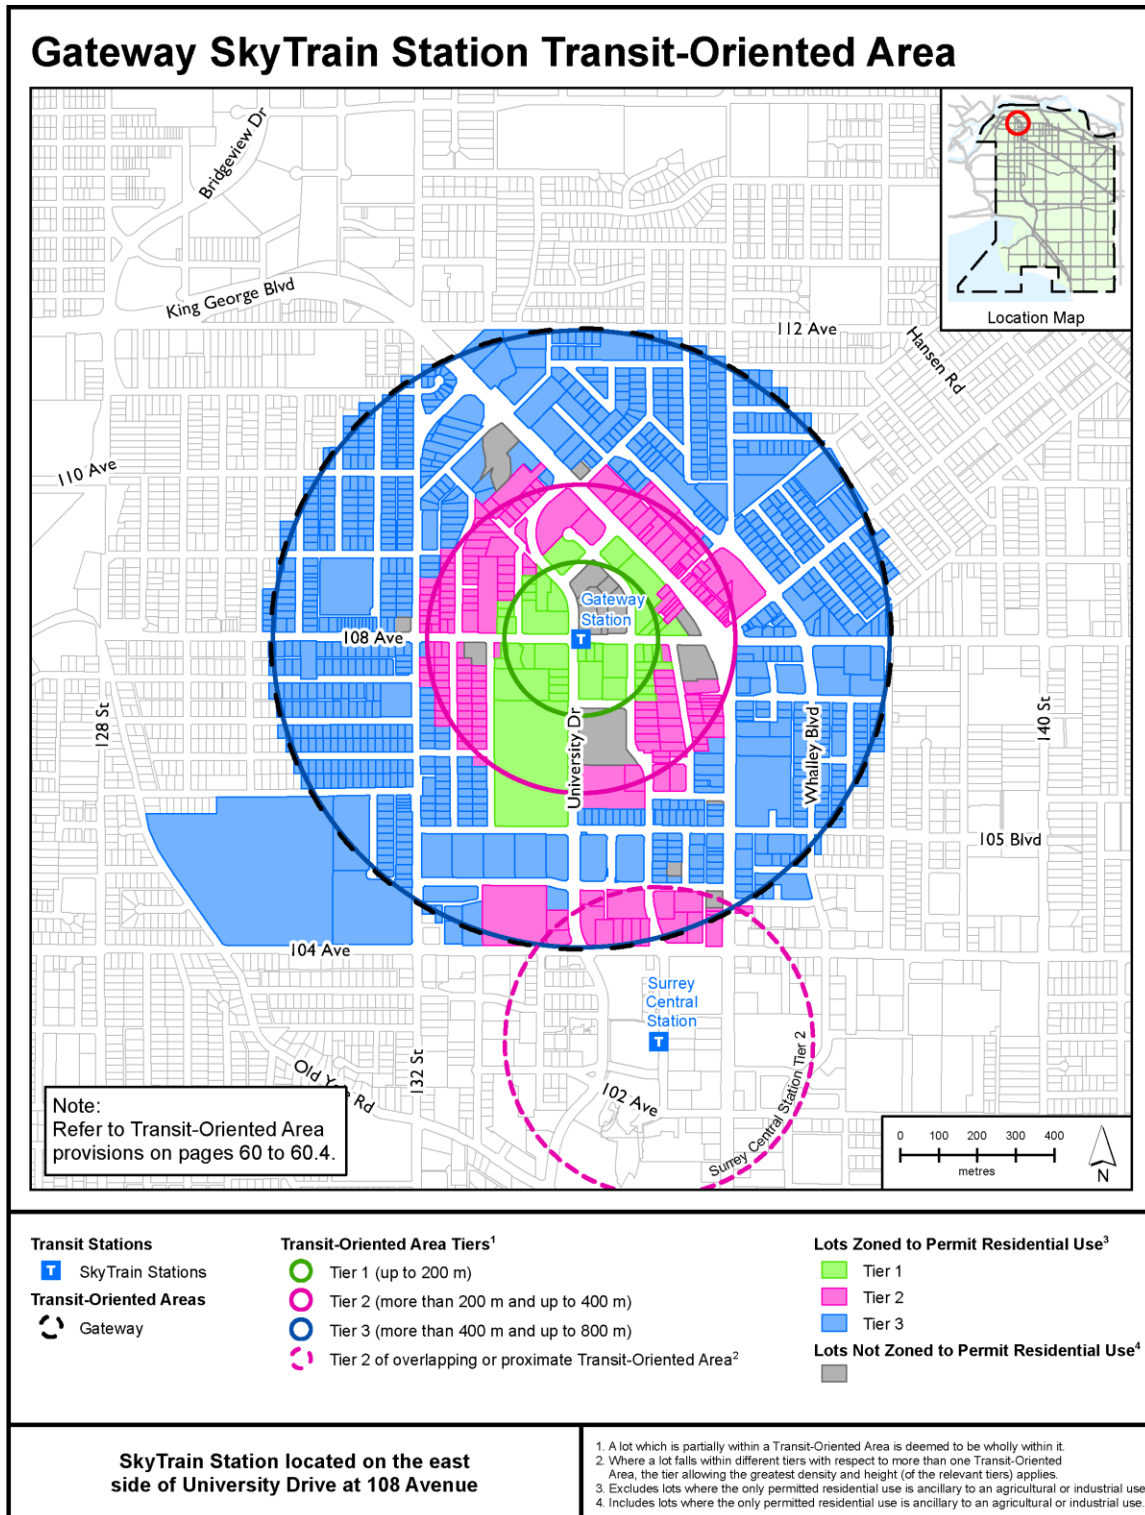 Gateway SkyTrain Station Transit-Oriented Area
Bridgeview Dr
King George Blvd
112 Ave
Hansen Rd
Location Map
110 Ave
Gateway
Station
T
108 Ave
128 St
University Dr
Whalley Blvd
140 St
105 Blvd
104 Ave
Surrey
Central
Station
T
132 St
Old Yale Rd
102 Ave
Surrey Central Station Tier 2
Note:
Refer to Transit-Oriented Area
provisions on pages 60 to 60.4.
0 100 200 300 400
metres
N
Transit Stations
T SkyTrain Stations
Transit-Oriented Areas
Gateway
Transit-Oriented Area Tiers1
Tier 1 (up to 200 m)
Tier 2 (more than 200 m and up to 400 m)
Tier 3 (more than 400 m and up to 800 m)
Tier 2 of overlapping or proximate Transit-Oriented Area2
Lots Zoned to Permit Residential Use3
Tier 1
Tier 2
Tier 3
Lots Not Zoned to Permit Residential Use4
SkyTrain Station located on the east
side of University Drive at 108 Avenue
1. A lot which is partially within a Transit-Oriented Area is deemed to be wholly within it.
2. Where a lot falls within different tiers with respect to more than one Transit-Oriented
Area, the tier allowing the greatest density and height (of the relevant tiers) applies.
3. Excludes lots where the only permitted residential use is ancillary to an agricultural or industrial use
4. Includes lots where the only permitted residential use is ancillary to an agricultural or industrial use.